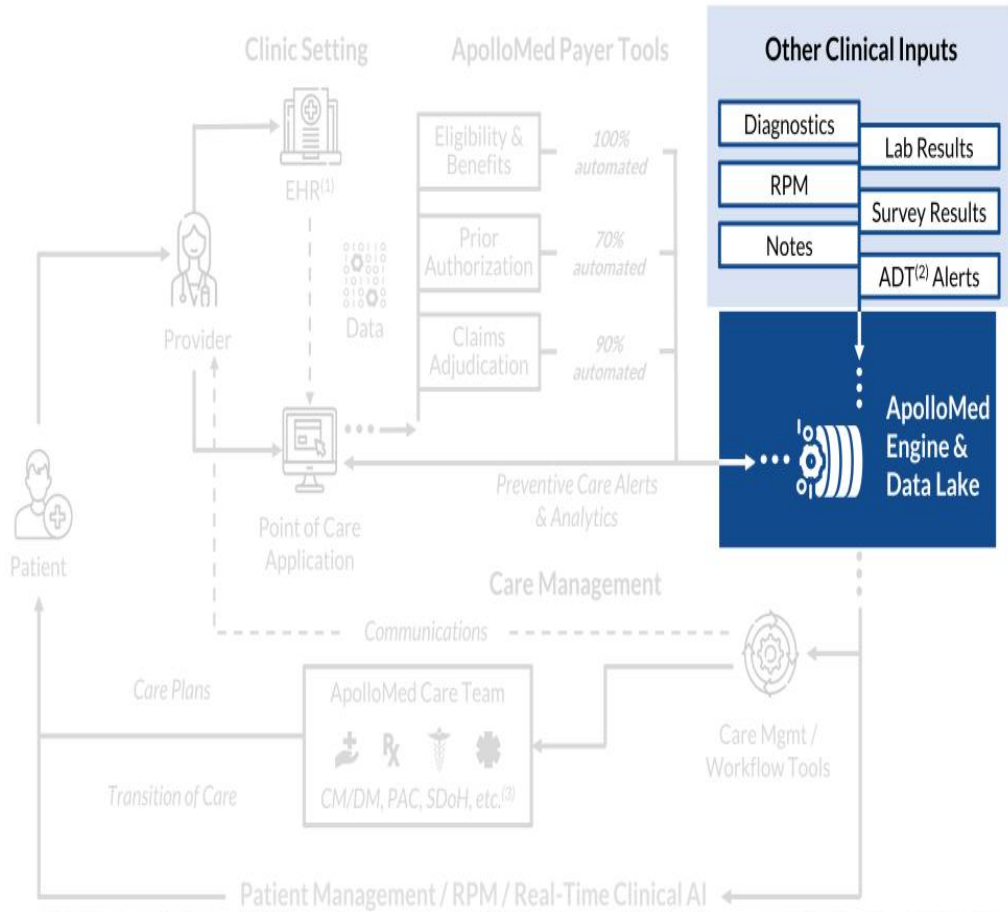 Clinic Setting
ApolloMed Payer Tools
Other Clinical Inputs
EHR(1)
Provider
Data
Eligibility &
Benefits
100%
automated
Prior
Authorization
70%
automated
Claims
Adjudication
90%
automated
Diagnostics
Lab Results
RPM
Survey Results
Notes
ADT(2) Alerts
ApolloMed
Engine &
Data Lake
Patient
Point of Care
Application
Preventive Care Alerts
& Analytics
Care Management
Communications
Care Plans
Transition of Care
ApolloMed Care Team
Rx
CM/DM, PAC, SDoH, etc.(3)
Care Mgmt /
Workflow Tools
Patient Management / RPM / Real-Time Clinical AI